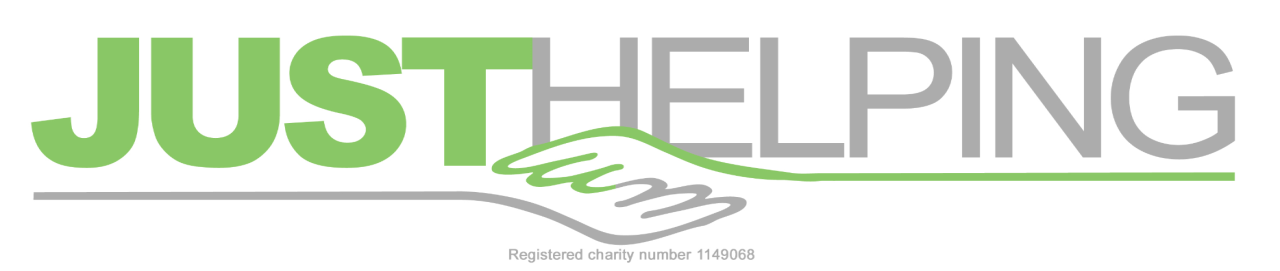 JUSTHELPING
Registered charity number 1149068